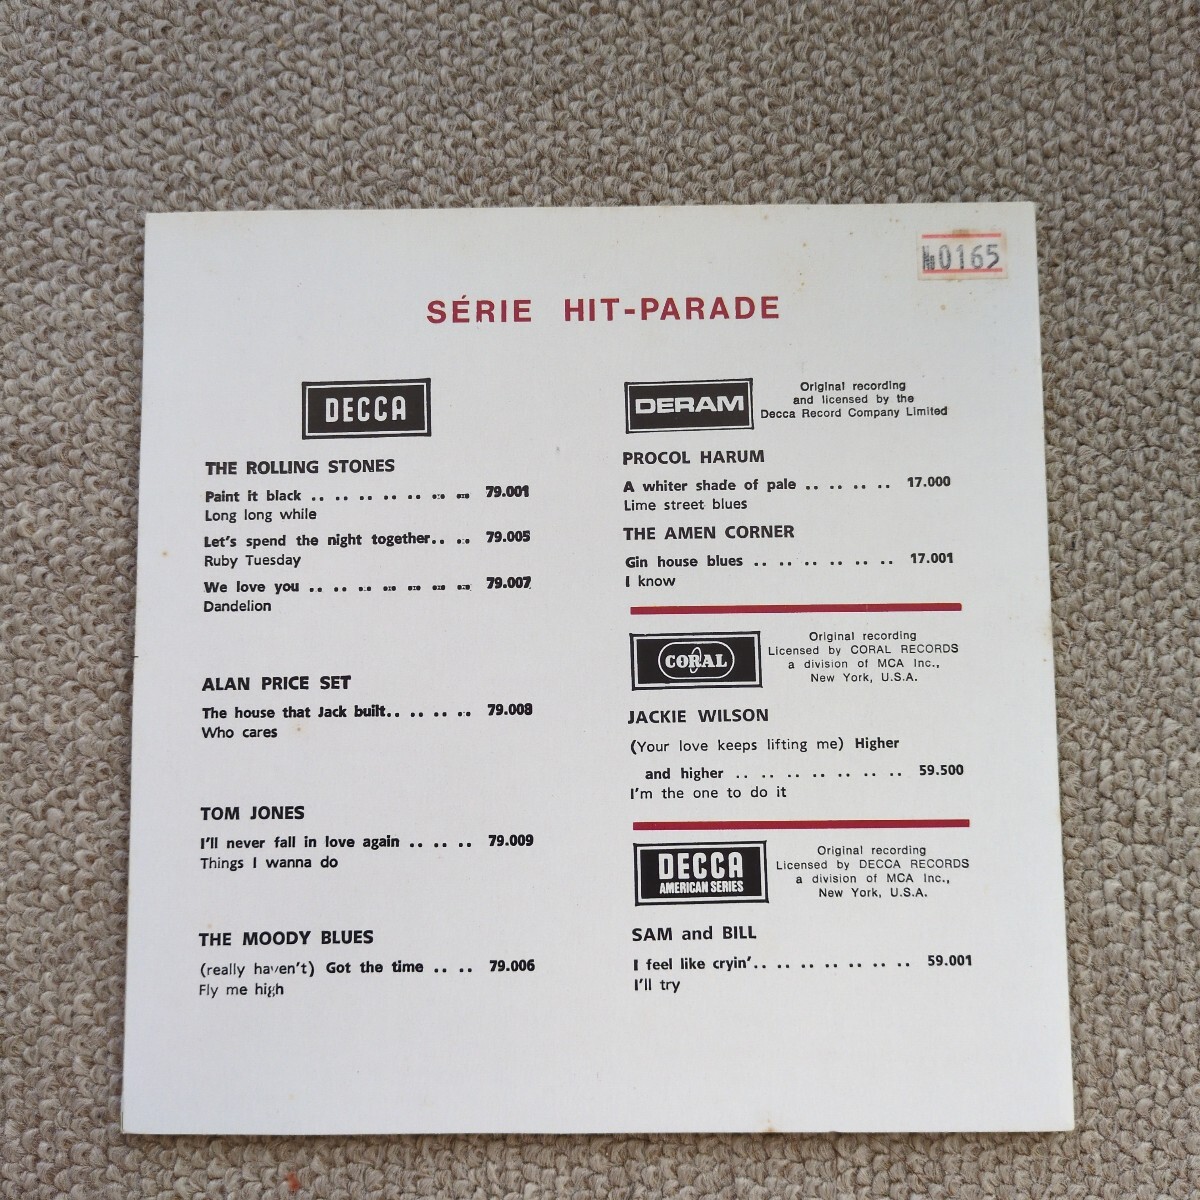 №0165
SÉRIE HIT-PARADE
DECCA
THE ROLLING STONES
Paint it black .. .. .. .. .. .. .. 79.001
Long long while
Let's spend the night together.. .. 79.005
Ruby Tuesday
We love you .. .. .. .. .. .. .. 79.007
Dandelion
ALAN PRICE SET
The house that Jack built.. .. .. .. 79.008
Who cares
TOM JONES
I'll never fall in love again .. .. .. 79.009
Things I wanna do
THE MOODY BLUES
(really haven't) Got the time .. .. 79.006
Fly me high
DERAM
Original recording
and licensed by the
Decca Record Company Limited
PROCOL HARUM
A whiter shade of pale .. .. .. .. 17.000
Lime street blues
THE AMEN CORNER
Gin house blues .. .. .. .. .. .. 17.001
I know
CORAL
Original recording
Licensed by CORAL RECORDS
a division of MCA Inc.,
New York, U.S.A.
JACKIE WILSON
(Your love keeps lifting me) Higher
and higher .. .. .. .. .. .. .. 59.500
I'm the one to do it
DECCA
AMERICAN SERIES
Original recording
Licensed by DECCA RECORDS
a division of MCA Inc.,
New York, U.S.A.
SAM and BILL
I feel like cryin'.. .. .. .. .. .. .. 59.001
I'll try